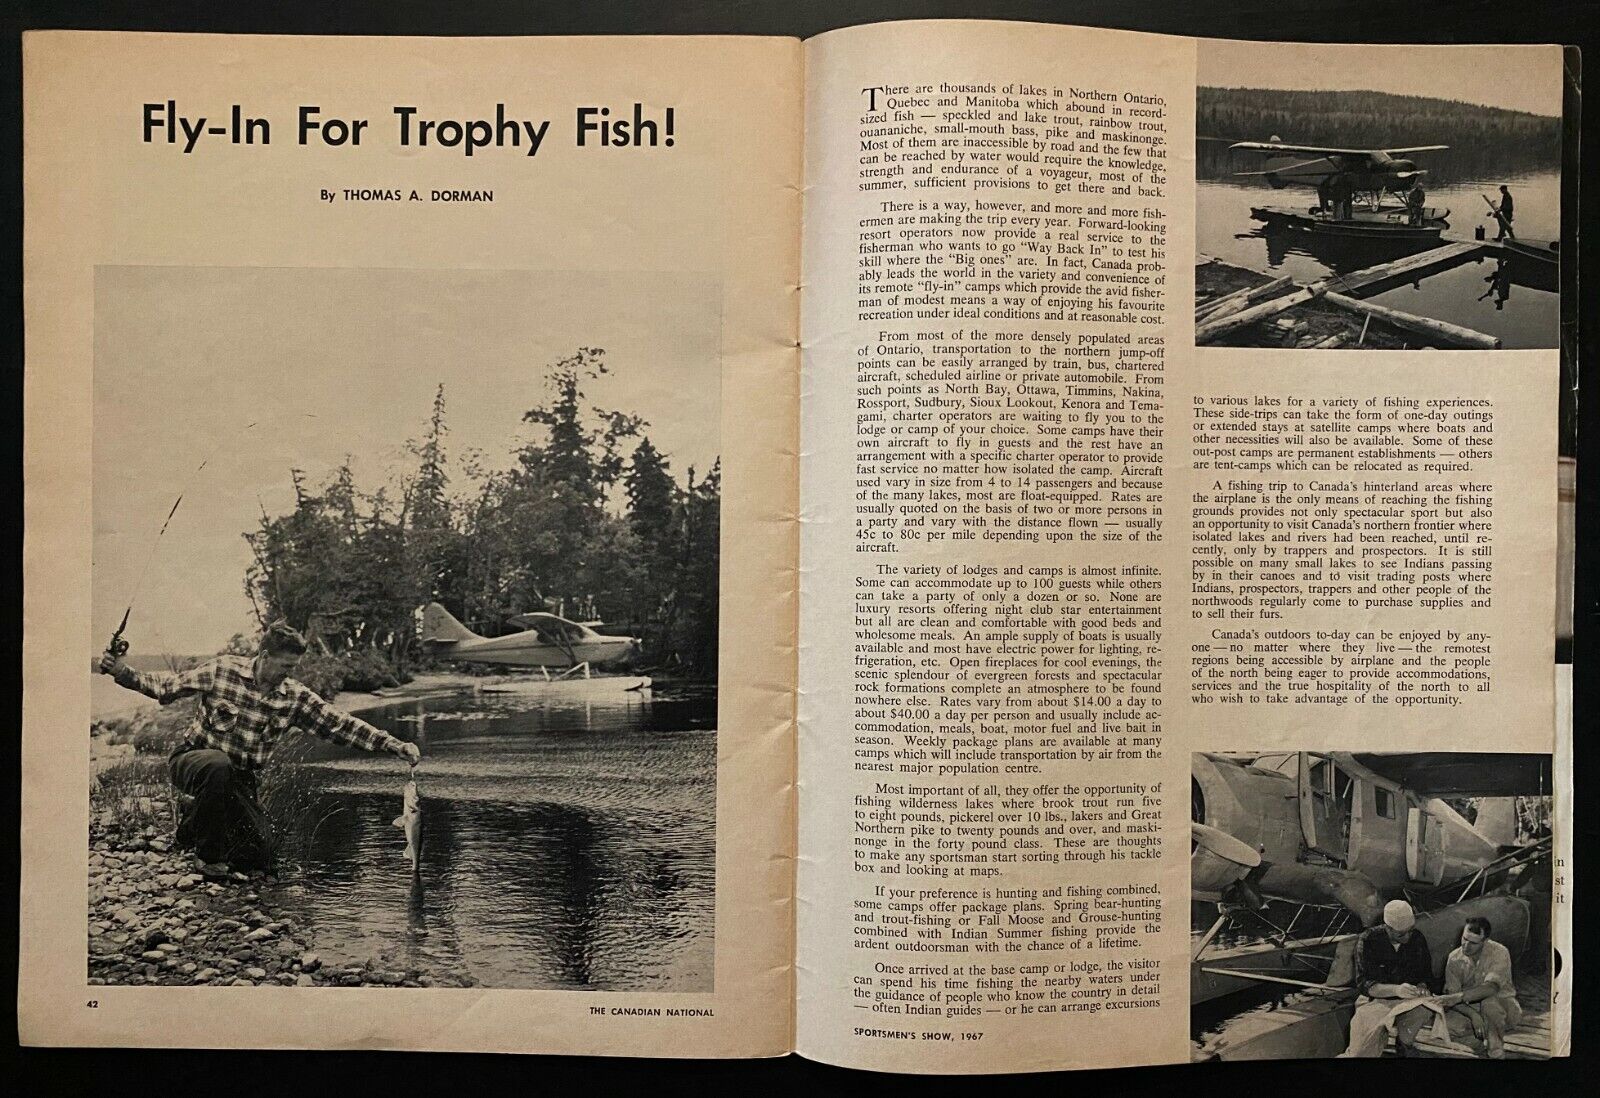 Fly-In For Trophy Fish!
By THOMAS A. DORMAN
42
THE CANADIAN NATIONAL
There are thousands of lakes in Northern Ontario,
Quebec and Manitoba which abound in record-
sized fish — speckled and lake trout, rainbow trout,
ouananiche, small-mouth bass, pike and maskinonge.
Most of them are inaccessible by road and the few that
can be reached by water would require the knowledge,
strength and endurance of a voyageur, most of the
summer, sufficient provisions to get there and back.
There is a way, however, and more and more fish-
ermen are making the trip every year. Forward-looking
resort operators now provide a real service to the
fisherman who wants to go "Way Back In" to test his
skill where the "Big ones" are. In fact, Canada prob-
ably leads the world in the variety and convenience of
its remote "fly-in" camps which provide the avid fisher-
man of modest means a way of enjoying his favourite
recreation under ideal conditions and at reasonable cost.
From most of the more densely populated areas
of Ontario, transportation to the northern jump-off
points can be easily arranged by train, bus, chartered
aircraft, scheduled airline or private automobile. From
such points as North Bay, Ottawa, Timmins, Nakina,
Rossport, Sudbury, Sioux Lookout, Kenora and Tema-
gami, charter operators are waiting to fly you to the
lodge or camp of your choice. Some camps have their
own aircraft to fly in guests and the rest have an
arrangement with a specific charter operator to provide
fast service no matter how isolated the camp. Aircraft
used vary in size from 4 to 14 passengers and because
of the many lakes, most are float-equipped. Rates are
usually quoted on the basis of two or more persons in
a party and vary with the distance flown — usually
45c to 80c per mile depending upon the size of the
aircraft.
The variety of lodges and camps is almost infinite.
Some can accommodate up to 100 guests while others
can take a party of only a dozen or so. None are
luxury resorts offering night club star entertainment
but all are clean and comfortable with good beds and
wholesome meals. An ample supply of boats is usually
available and most have electric power for lighting, re-
frigeration, etc. Open fireplaces for cool evenings, the
scenic splendour of evergreen forests and spectacular
rock formations complete an atmosphere to be found
nowhere else. Rates vary from about $14.00 a day to
about $40.00 a day per person and usually include ac-
commodation, meals, boat, motor fuel and live bait in
season. Weekly package plans are available at many
camps which will include transportation by air from the
nearest major population centre.
Most important of all, they offer the opportunity of
fishing wilderness lakes where brook trout run five
to eight pounds, pickerel over 10 lbs., lakers and Great
Northern pike to twenty pounds and over, and maski-
nonge in the forty pound class. These are thoughts
to make any sportsman start sorting through his tackle
box and looking at maps.
If your preference is hunting and fishing combined,
some camps offer package plans. Spring bear-hunting
and trout-fishing or Fall Moose and Grouse-hunting
combined with Indian Summer fishing provide the
ardent outdoorsman with the chance of a lifetime.
Once arrived at the base camp or lodge, the visitor
can spend his time fishing the nearby waters under
the guidance of people who know the country in detail
— often Indian guides — or he can arrange excursions
SPORTSMEN'S SHOW, 1967
to various lakes for a variety of fishing experiences.
These side-trips can take the form of one-day outings
or extended stays at satellite camps where boats and
other necessities will also be available. Some of these
out-post camps are permanent establishments — others
are tent-camps which can be relocated as required.
A fishing trip to Canada's hinterland areas where
the airplane is the only means of reaching the fishing
grounds provides not only spectacular sport but also
an opportunity to visit Canada's northern frontier where
isolated lakes and rivers had been reached, until re-
cently, only by trappers and prospectors. It is still
possible on many small lakes to see Indians passing
by in their canoes and to visit trading posts where
Indians, prospectors, trappers and other people of the
northwoods regularly come to purchase supplies and
to sell their furs.
Canada's outdoors to-day can be enjoyed by any-
one — no matter where they live — the remotest
regions being accessible by airplane and the people
of the north being eager to provide accommodations,
services and the true hospitality of the north to all
who wish to take advantage of the opportunity.
in
st
it